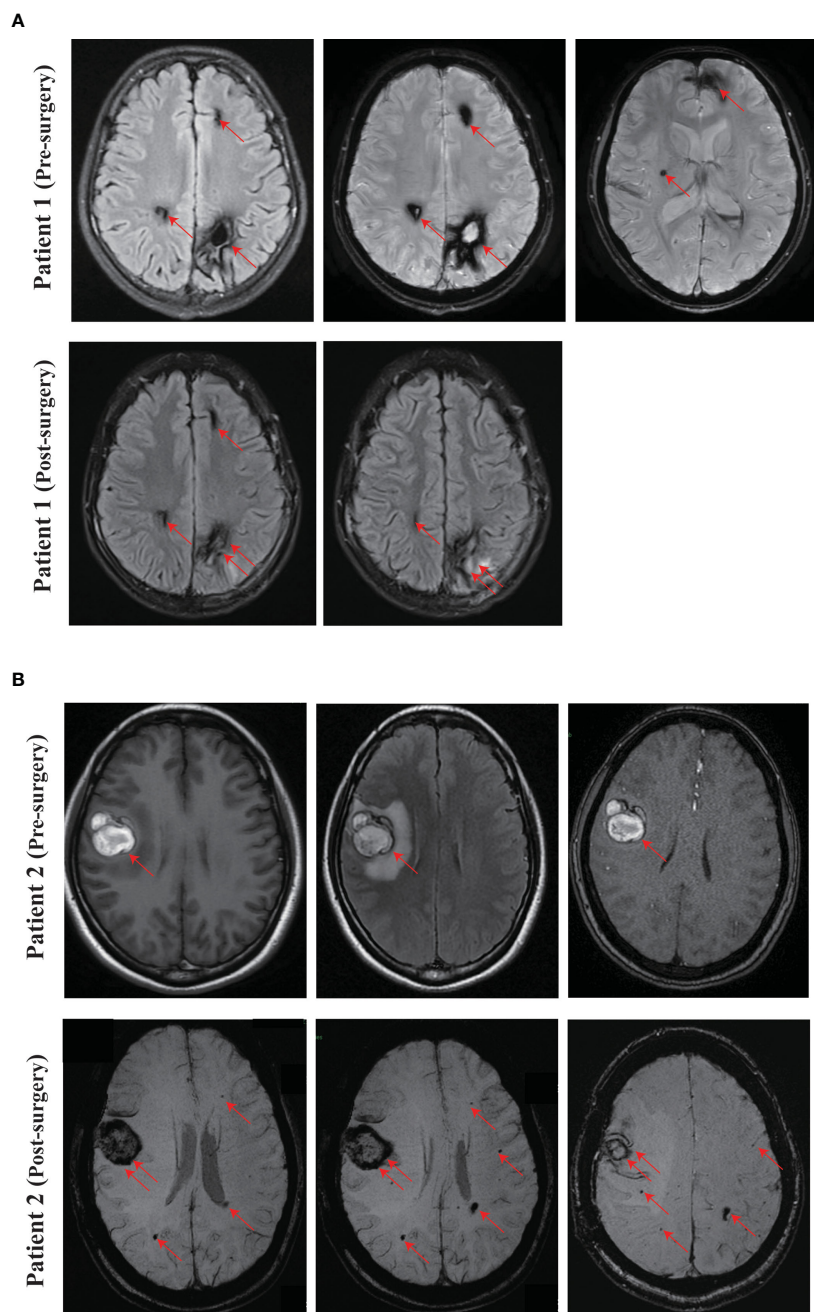 A
Patient 1 (Pre-surgery)
Patient 1 (Post-surgery)
B
Patient 2 (Pre-surgery)
Patient 2 (Post-surgery)